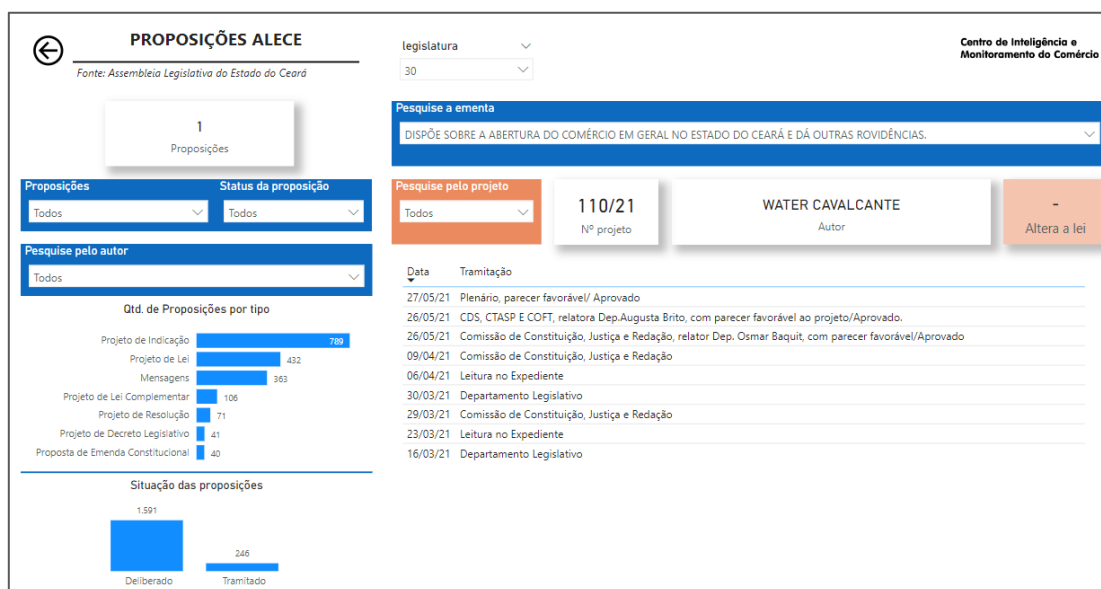 PROPOSIÇÕES ALECE
Fonte: Assembleia Legislativa do Estado do Ceará
legislatura
30
Centro de Inteligência e
Monitoramento do Comércio
1
Proposições
Pesquise a ementa
DISPÕE SOBRE A ABERTURA DO COMÉRCIO EM GERAL NO ESTADO DO CEARÁ E DÁ OUTRAS ROVIDÊNCIAS.
Proposições
Status da proposição
Todos
Todos
Pesquise pelo projeto
Todos
110/21
Nº projeto
WATER CAVALCANTE
Autor
-
Altera a lei
Pesquise pelo autor
Todos
Data Tramitação
27/05/21 Plenário, parecer favorável/ Aprovado
26/05/21 CDS, CTASP E COFT, relatora Dep.Augusta Brito, com parecer favorável ao projeto/Aprovado.
26/05/21 Comissão de Constituição, Justiça e Redação, relator Dep. Osmar Baquit, com parecer favorável/Aprovado
09/04/21 Comissão de Constituição, Justiça e Redação
06/04/21 Leitura no Expediente
30/03/21 Departamento Legislativo
29/03/21 Comissão de Constituição, Justiça e Redação
23/03/21 Leitura no Expediente
16/03/21 Departamento Legislativo
Qtd. de Proposições por tipo
Projeto de Indicação 789
Projeto de Lei 432
Mensagens 363
Projeto de Lei Complementar 106
Projeto de Resolução 71
Projeto de Decreto Legislativo 41
Proposta de Emenda Constitucional 40
Situação das proposições
1.591
246
Deliberado
Tramitado